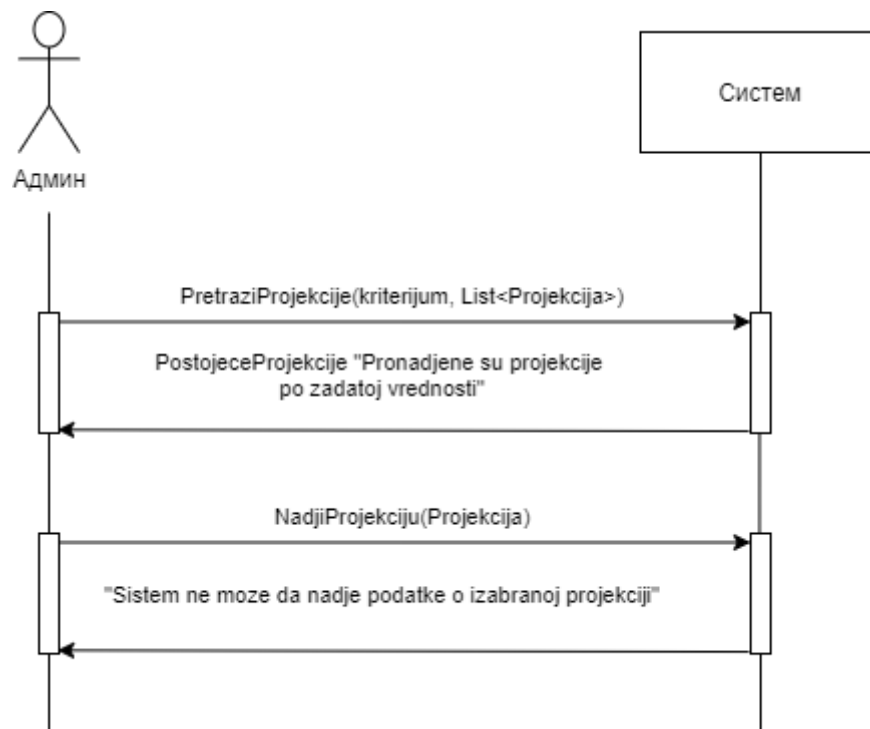 Систем
Админ
PretraziProjekcije(kriterijum, List<Projekcija>)
PostojeceProjekcije "Pronadjene su projekcije
po zadatoj vrednosti"
NadjiProjekciju(Projekcija)
"Sistem ne moze da nadje podatke o izabranoj projekciji"